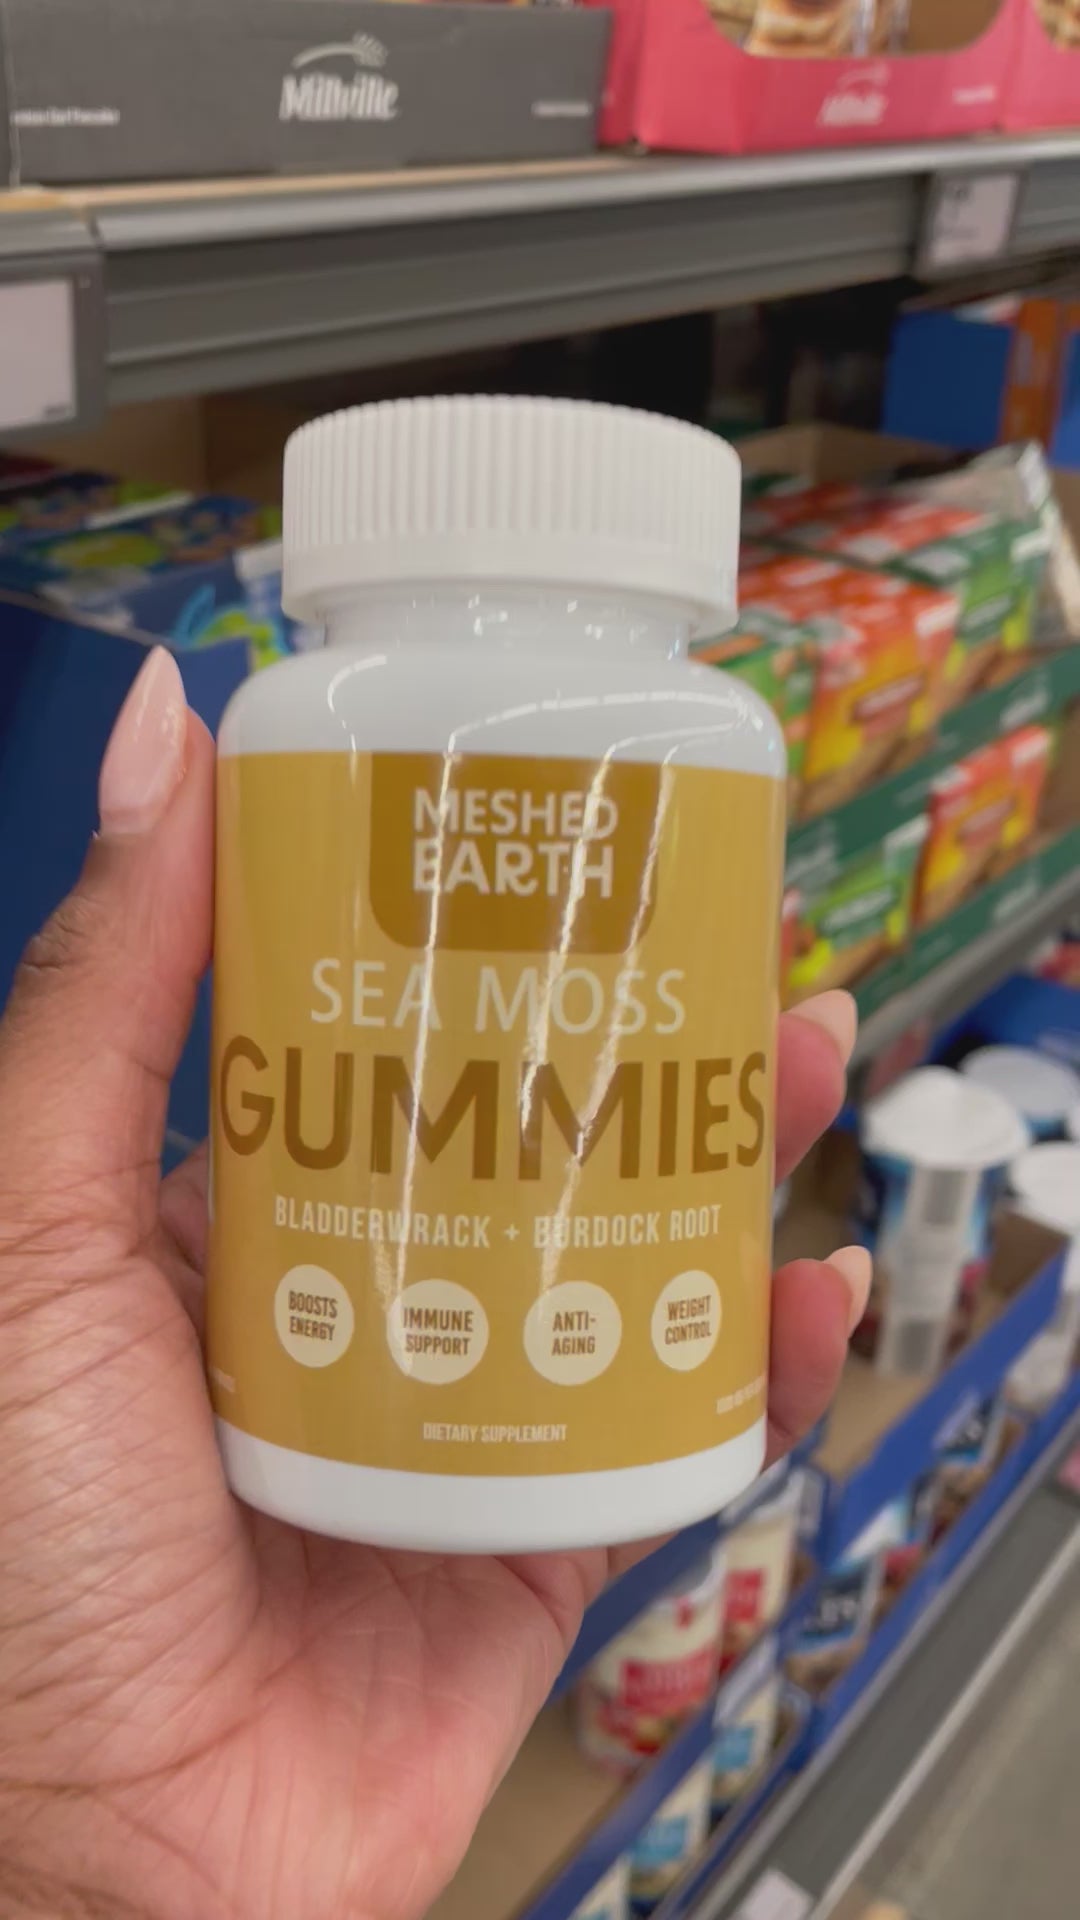 Millville
MESHED
EARTH
SEA MOSS
GUMMIES
BLADDERWRACK + BURDOCK ROOT
BOOSTS
ENERGY
IMMUNE
SUPPORT
ANTI-
AGING
WEIGHT
CONTROL
DIETARY SUPPLEMENT